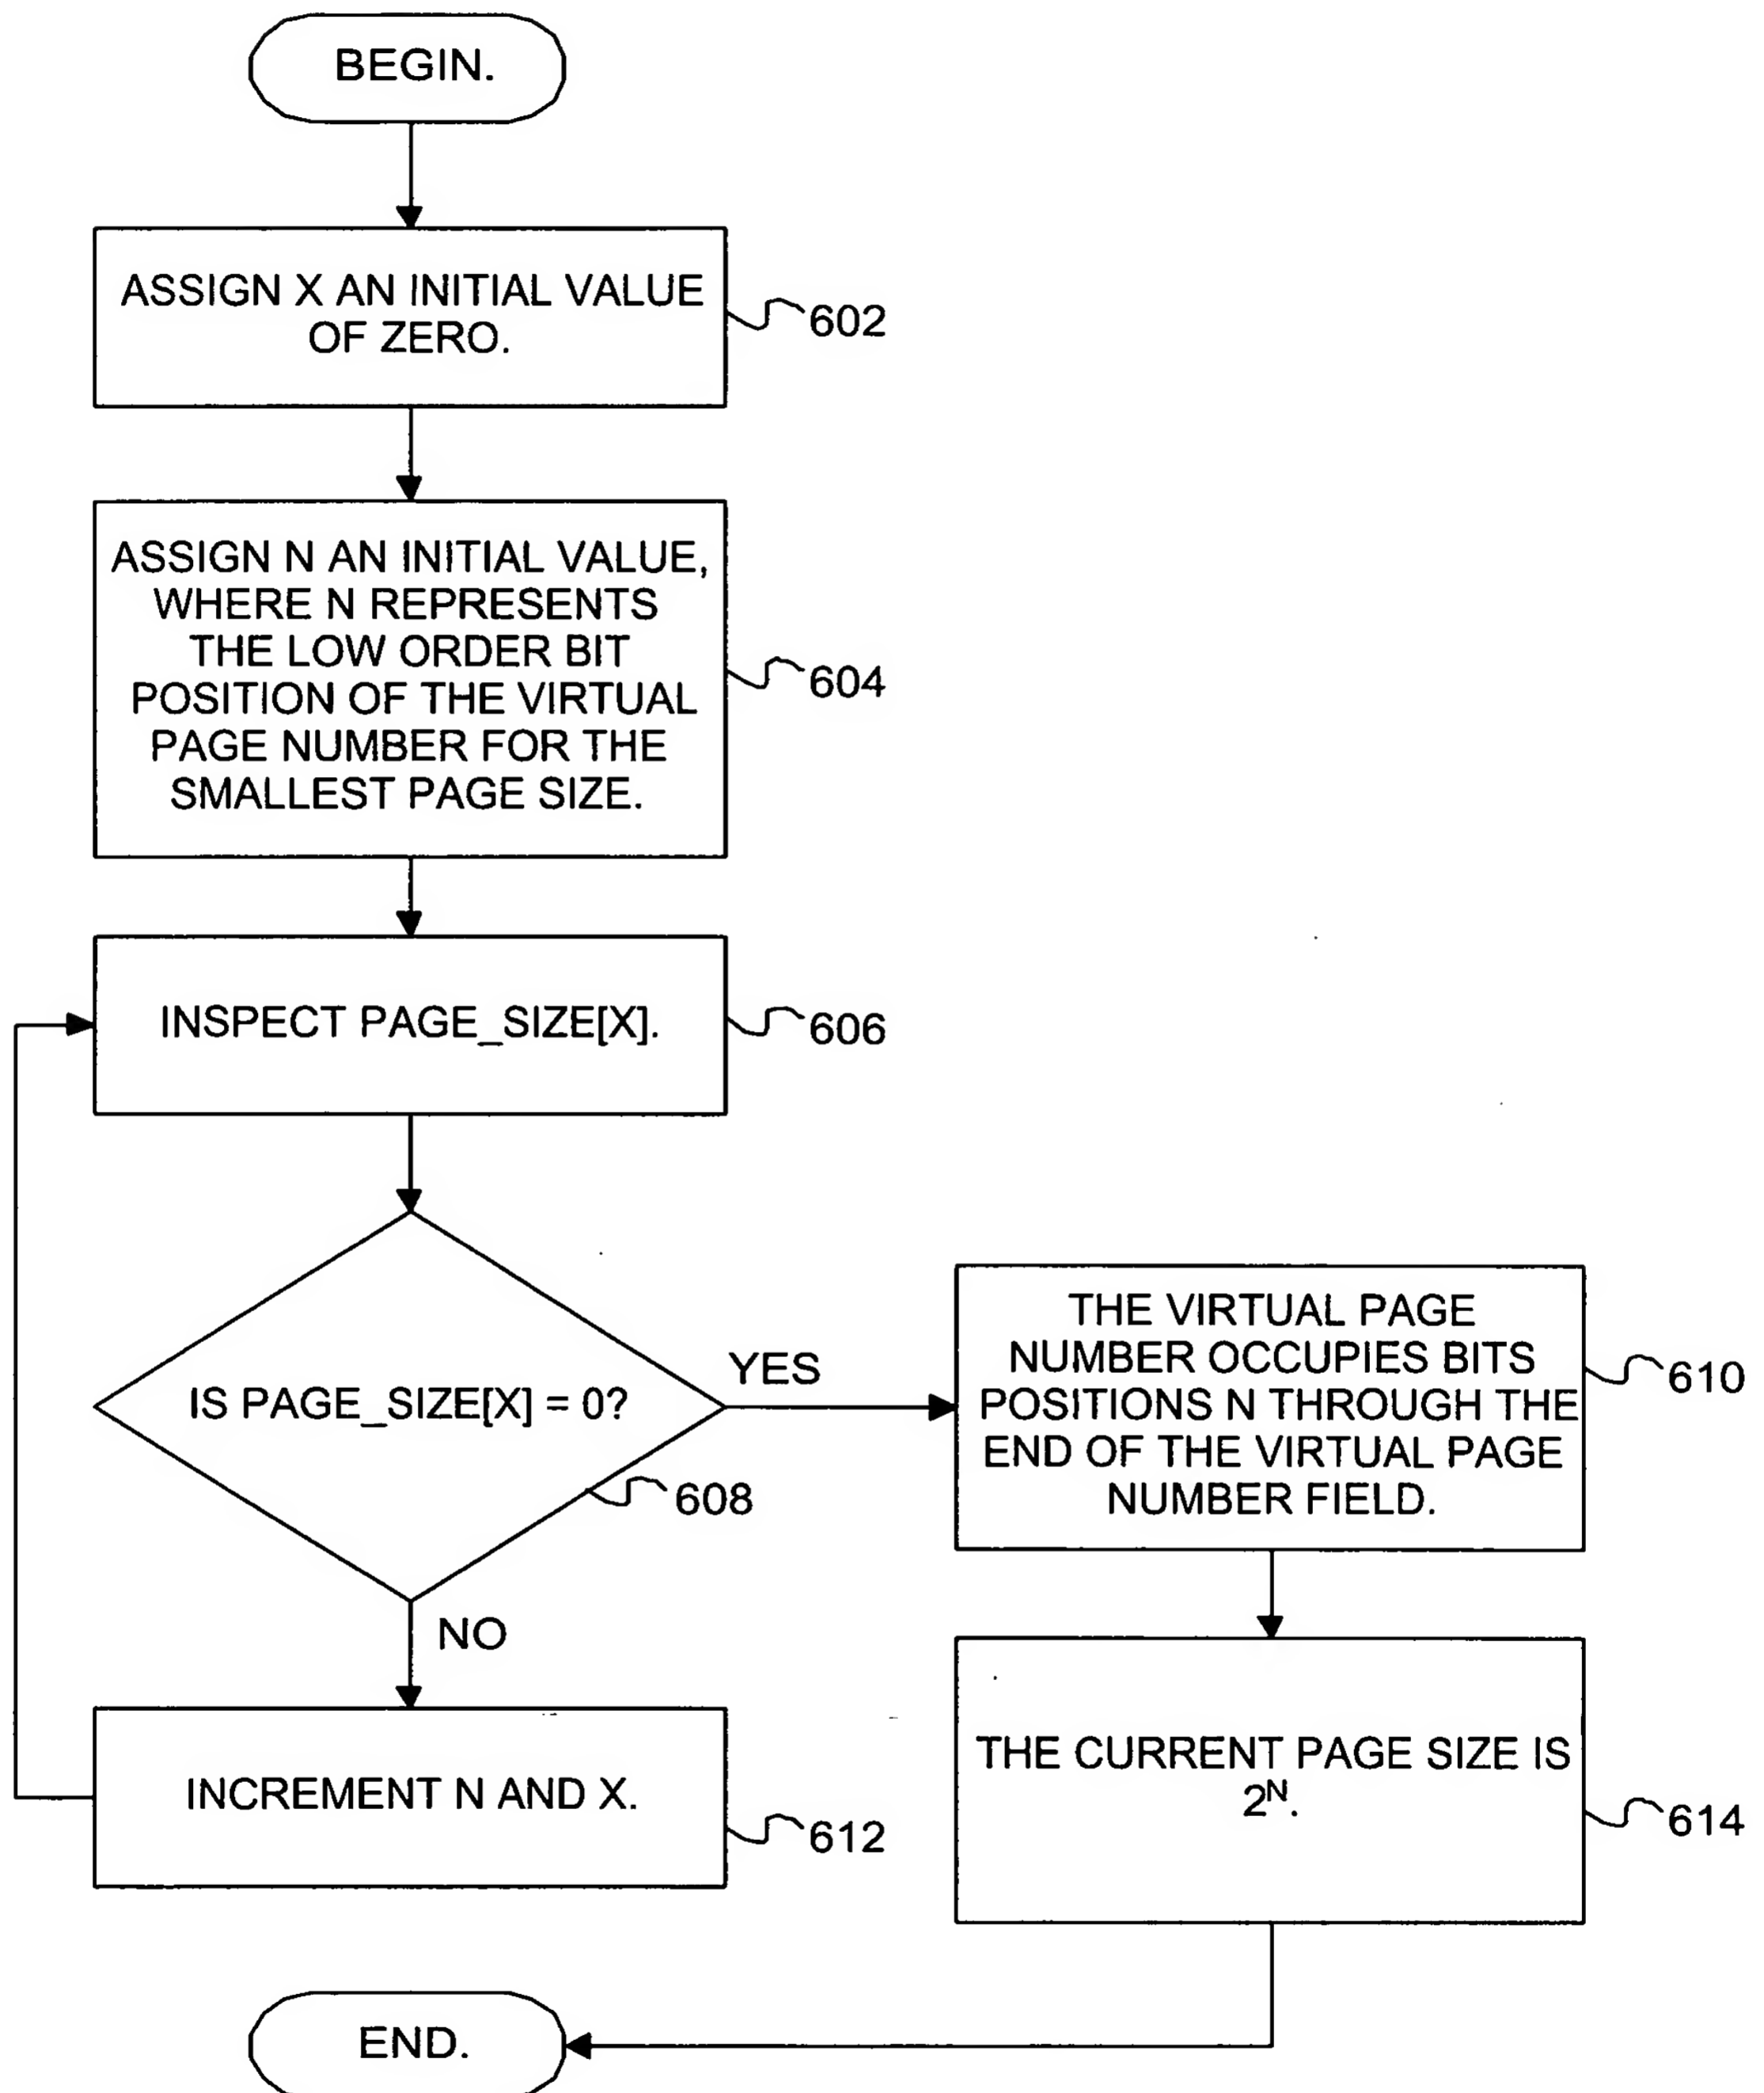 BEGIN.
ASSIGN X AN INITIAL VALUE
OF ZERO.
602
ASSIGN N AN INITIAL VALUE,
WHERE N REPRESENTS
THE LOW ORDER BIT
POSITION OF THE VIRTUAL
PAGE NUMBER FOR THE
SMALLEST PAGE SIZE.
604
INSPECT PAGE_SIZE[X].
606
IS PAGE_SIZE[X] = 0?
608
YES
NO
THE VIRTUAL PAGE
NUMBER OCCUPIES BITS
POSITIONS N THROUGH THE
END OF THE VIRTUAL PAGE
NUMBER FIELD.
610
INCREMENT N AND X.
612
THE CURRENT PAGE SIZE IS
2ᴺ.
614
END.